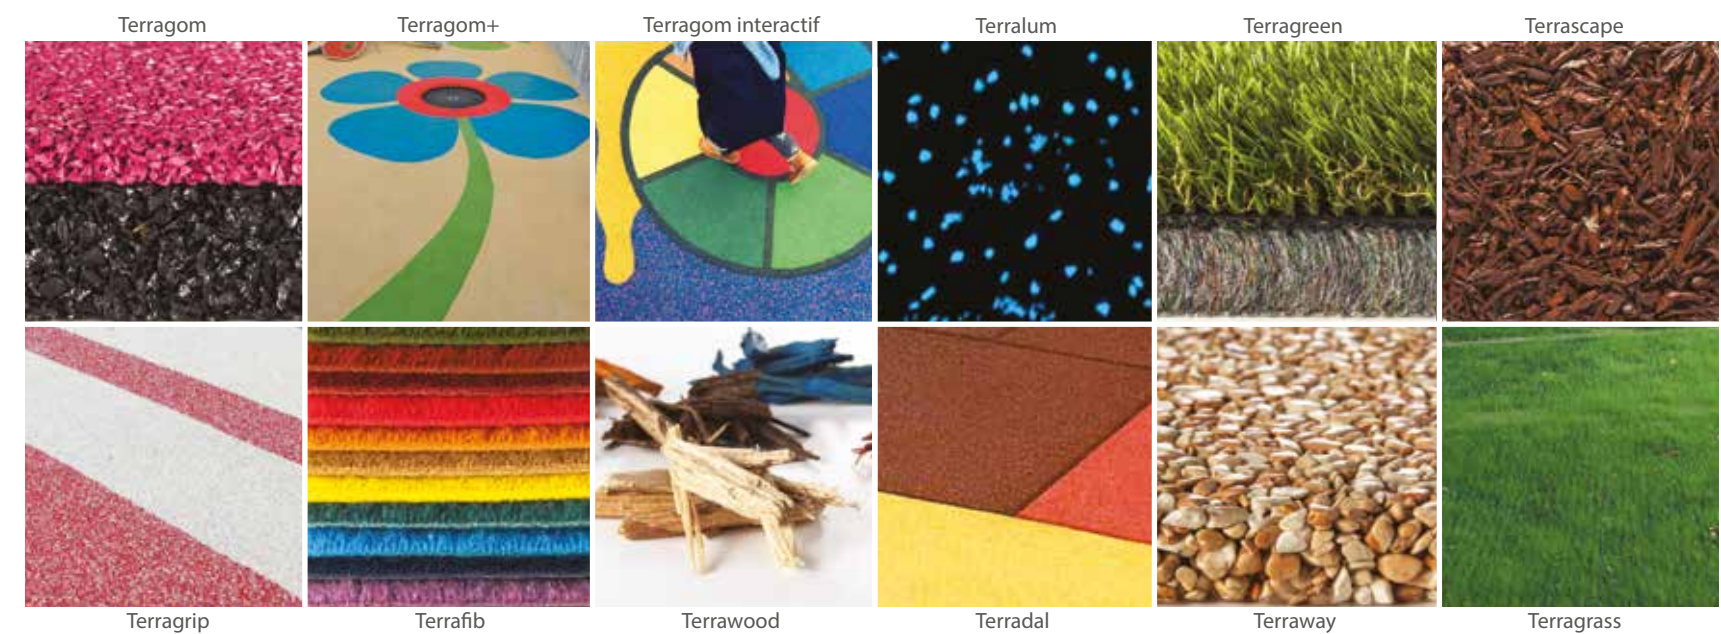 Terragom
Terragom+
Terragom interactif
Terralum
Terragreen
Terrascape
Terragrip
Terrafib
Terrawood
Terradal
Terraway
Terragrass